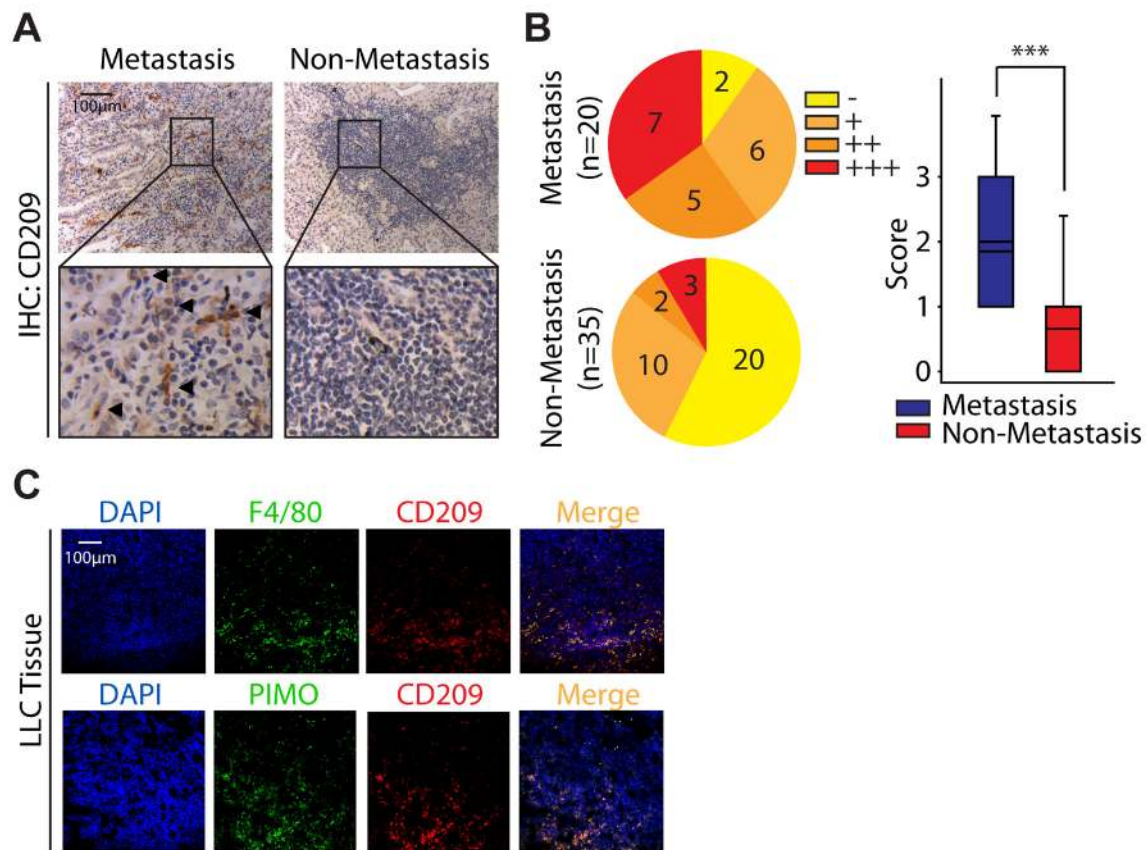 A
Metastasis Non-Metastasis
IHC: CD209
100μm
B
Metastasis
(n=20)
2
6
5
7
-
+
++
+++
Non-Metastasis
(n=35)
3
2
10
20
***
Score
3
2
1
0
Metastasis
Non-Metastasis
C
LLC Tissue
DAPI F4/80 CD209 Merge
100μm
DAPI PIMO CD209 Merge